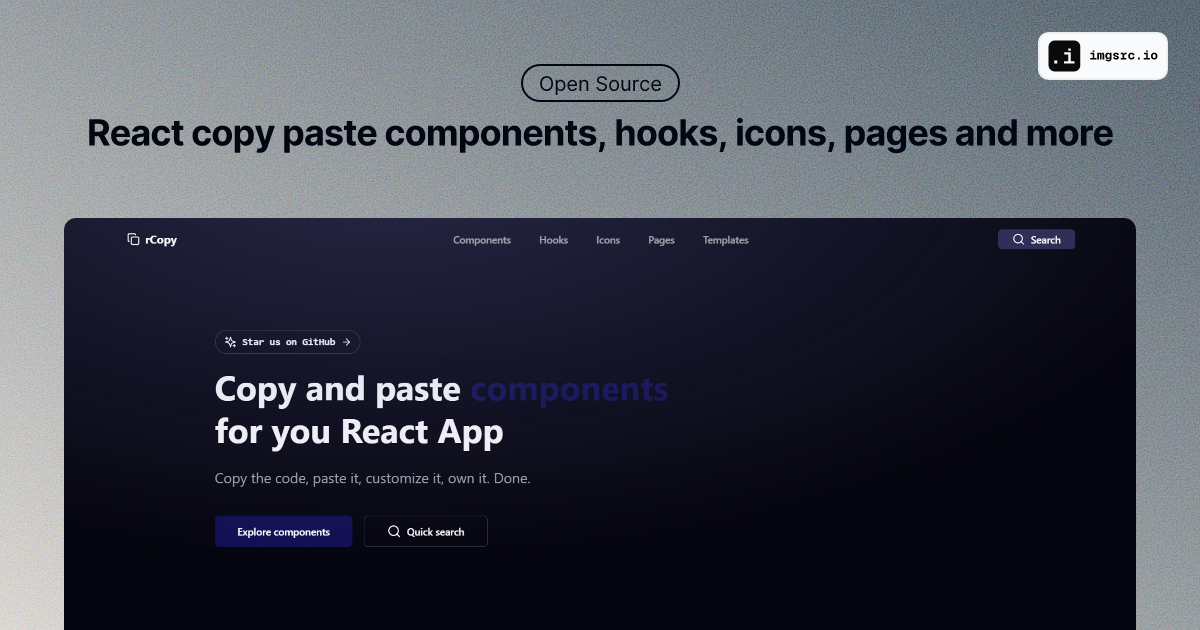 .i imgsrc.io
Open Source
React copy paste components, hooks, icons, pages and more
rCopy
Components Hooks Icons Pages Templates
Search
Star us on GitHub →
Copy and paste components
for you React App
Copy the code, paste it, customize it, own it. Done.
Explore components
Quick search